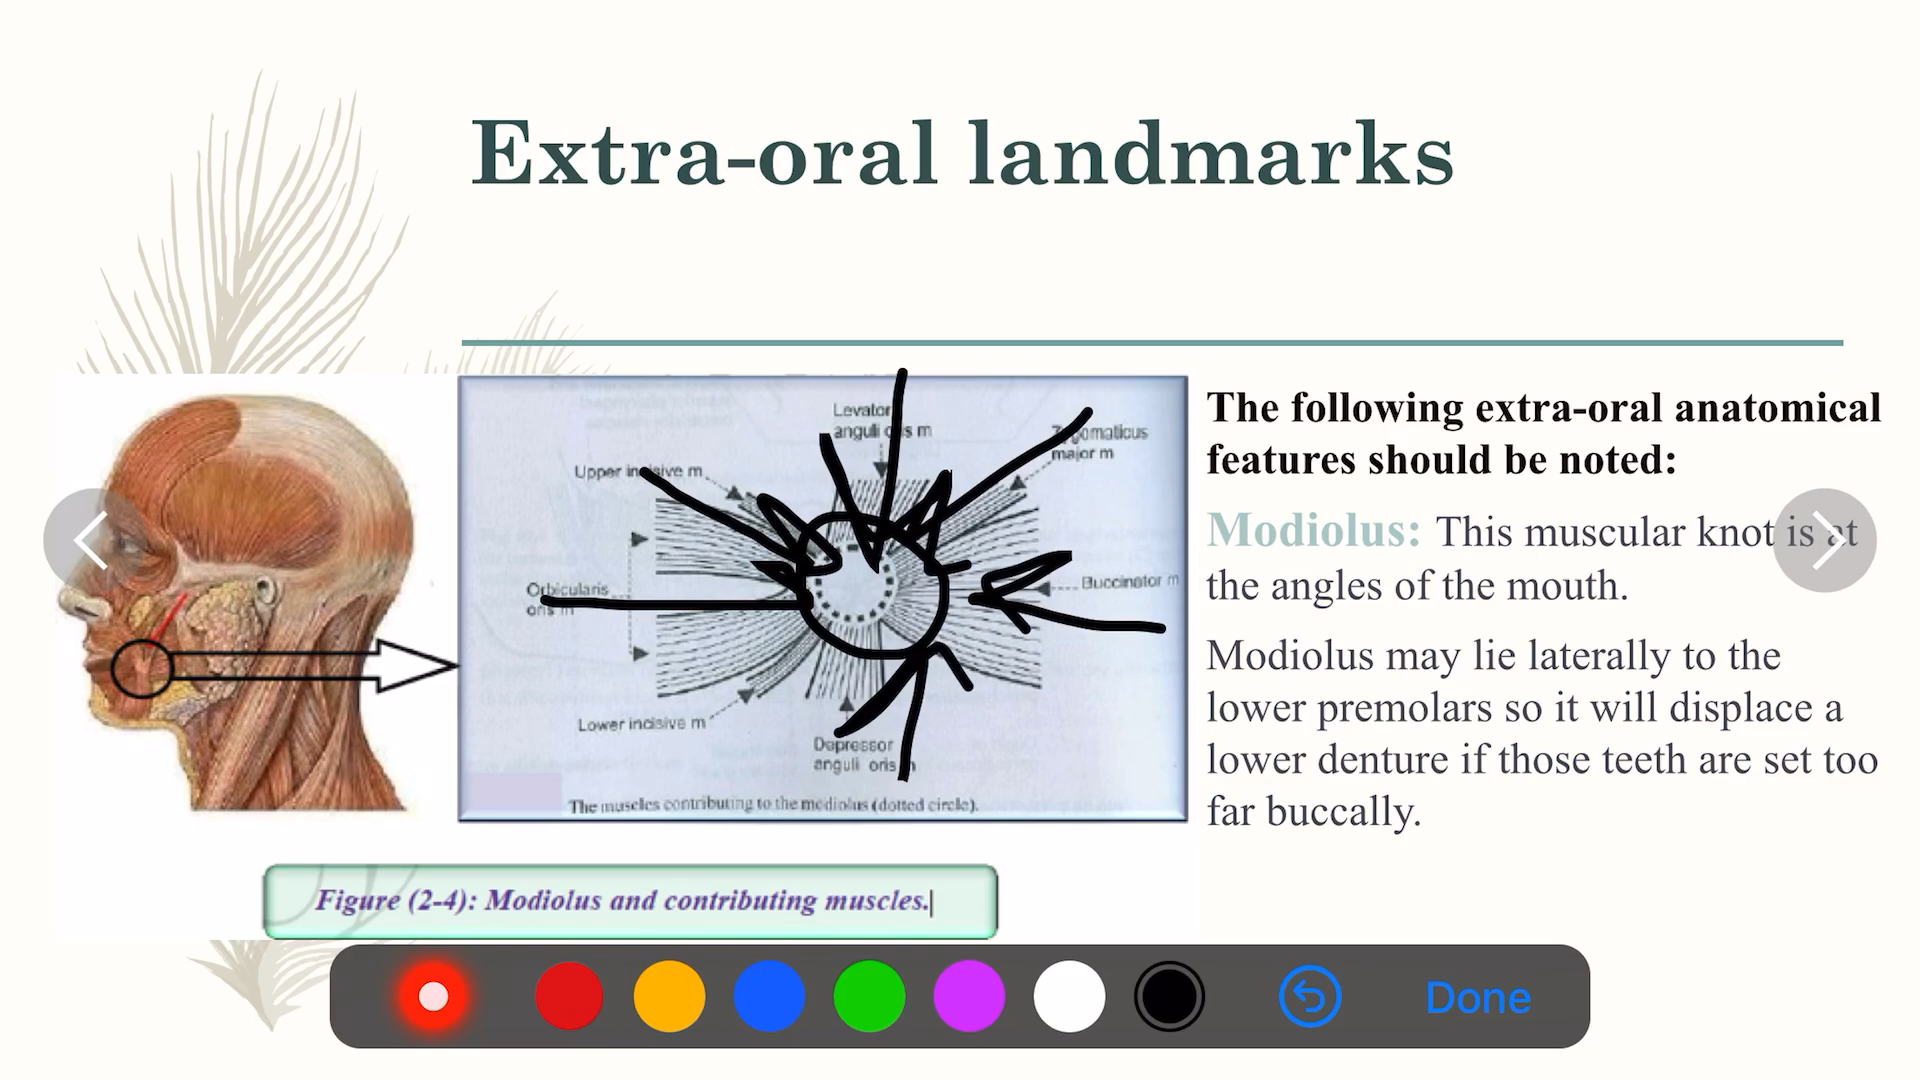 Extra-oral landmarks
Levator
anguli oris m
Zygomaticus
major m
Upper incisive m
Orbicularis
oris m
Buccinator m
Lower incisive m
Depressor
anguli oris m
The muscles contributing to the modiolus (dotted circle).
Figure (2-4): Modiolus and contributing muscles.
The following extra-oral anatomical
features should be noted:
Modiolus: This muscular knot is at
the angles of the mouth.
Modiolus may lie laterally to the
lower premolars so it will displace a
lower denture if those teeth are set too
far buccally.
Done